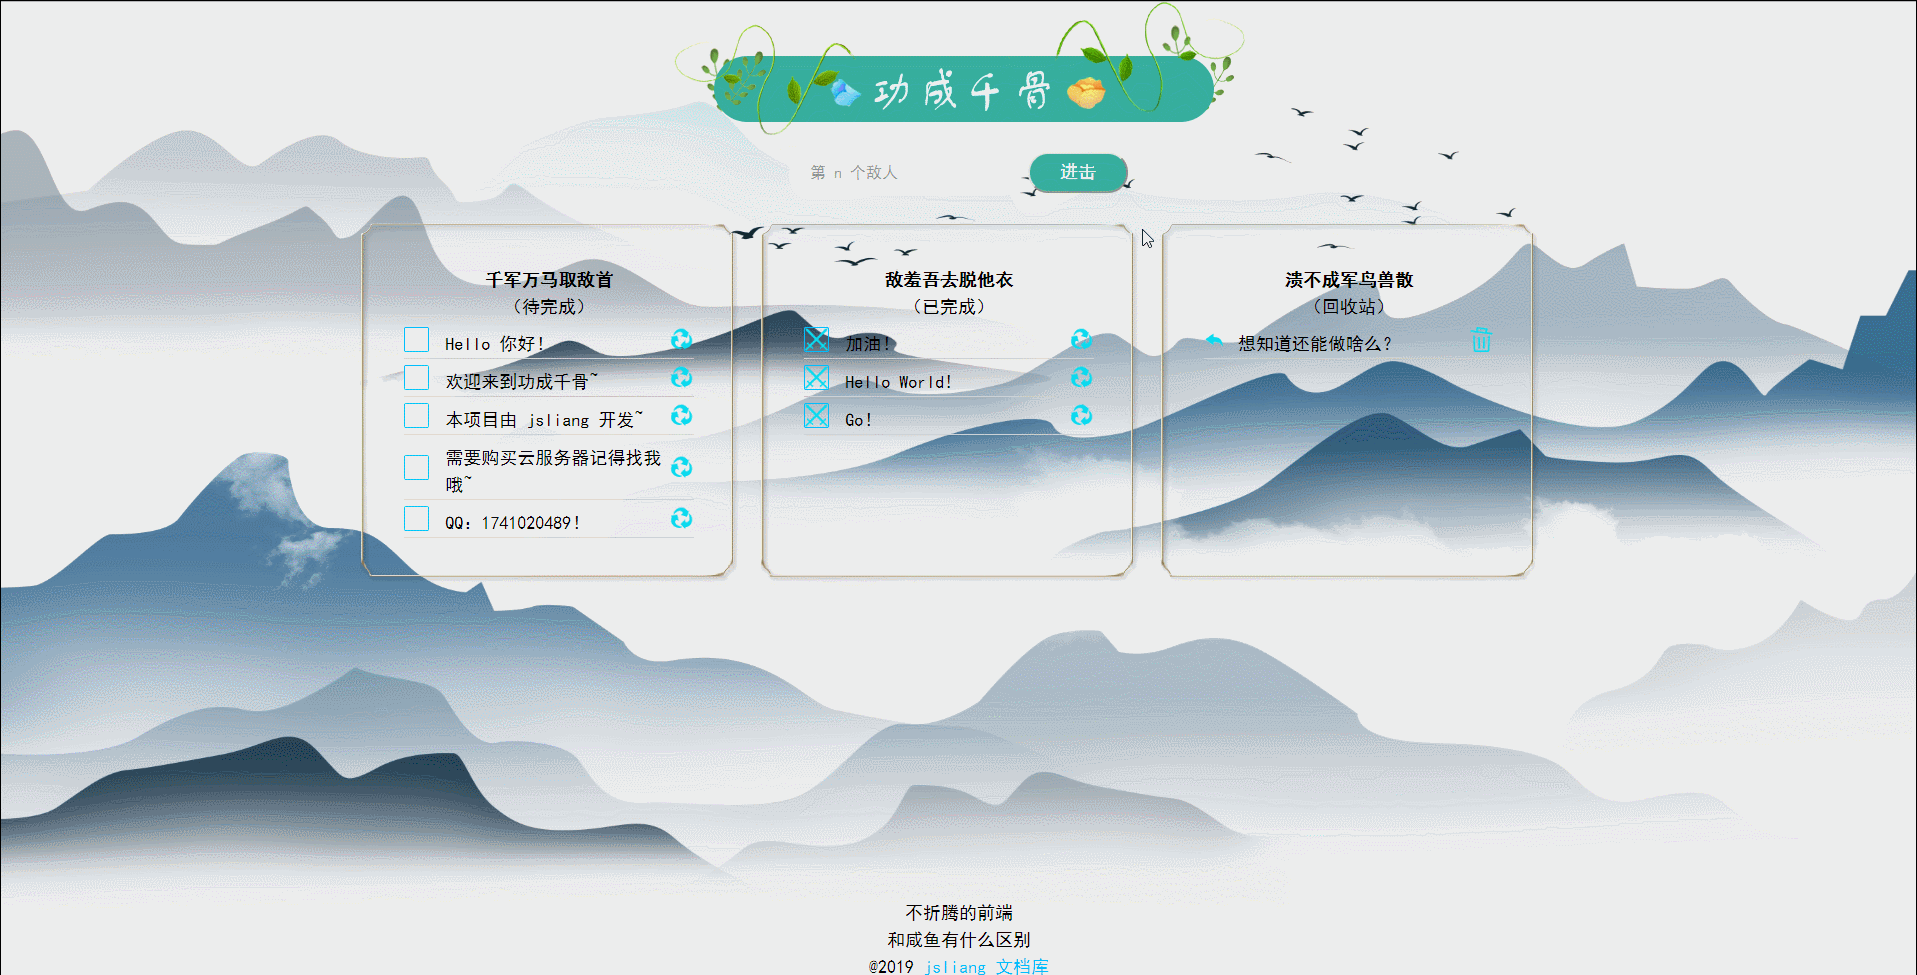 功成千骨
第 n 个敌人
进击
千军万马取敌首
（待完成）
Hello 你好！
欢迎来到功成千骨~
本项目由 jsliang 开发~
需要购买云服务器记得找我
哦~
QQ：1741020489！
敌羞吾去脱他衣
（已完成）
加油！
Hello World！
Go！
溃不成军鸟兽散
（回收站）
想知道还能做啥么？
不折腾的前端
和咸鱼有什么区别
@2019 jsliang 文档库